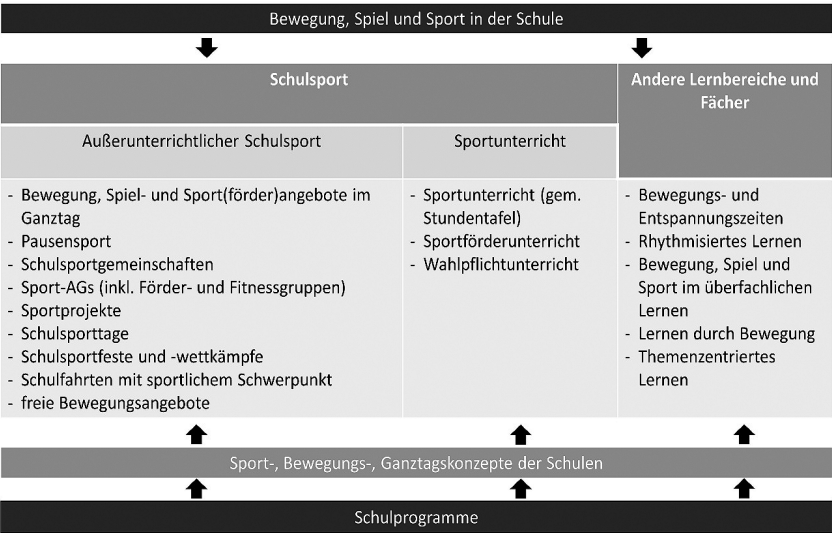 Bewegung, Spiel und Sport in der Schule
Schulsport
Andere Lernbereiche und
Fächer
Außerunterrichtlicher Schulsport
Sportunterricht
- Bewegung, Spiel- und Sport(förder)angebote im
Ganztag
- Pausensport
- Schulsportgemeinschaften
- Sport-AGs (inkl. Förder- und Fitnessgruppen)
- Sportprojekte
- Schulsporttage
- Schulsportfeste und -wettkämpfe
- Schulfahrten mit sportlichem Schwerpunkt
- freie Bewegungsangebote
- Sportunterricht (gem.
Stundentafel)
- Sportförderunterricht
- Wahlpflichtunterricht
- Bewegungs- und
Entspannungszeiten
- Rhythmisiertes Lernen
- Bewegung, Spiel und
Sport im überfachlichen
Lernen
- Lernen durch Bewegung
- Themenzentriertes
Lernen
Sport-, Bewegungs-, Ganztagskonzepte der Schulen
Schulprogramme